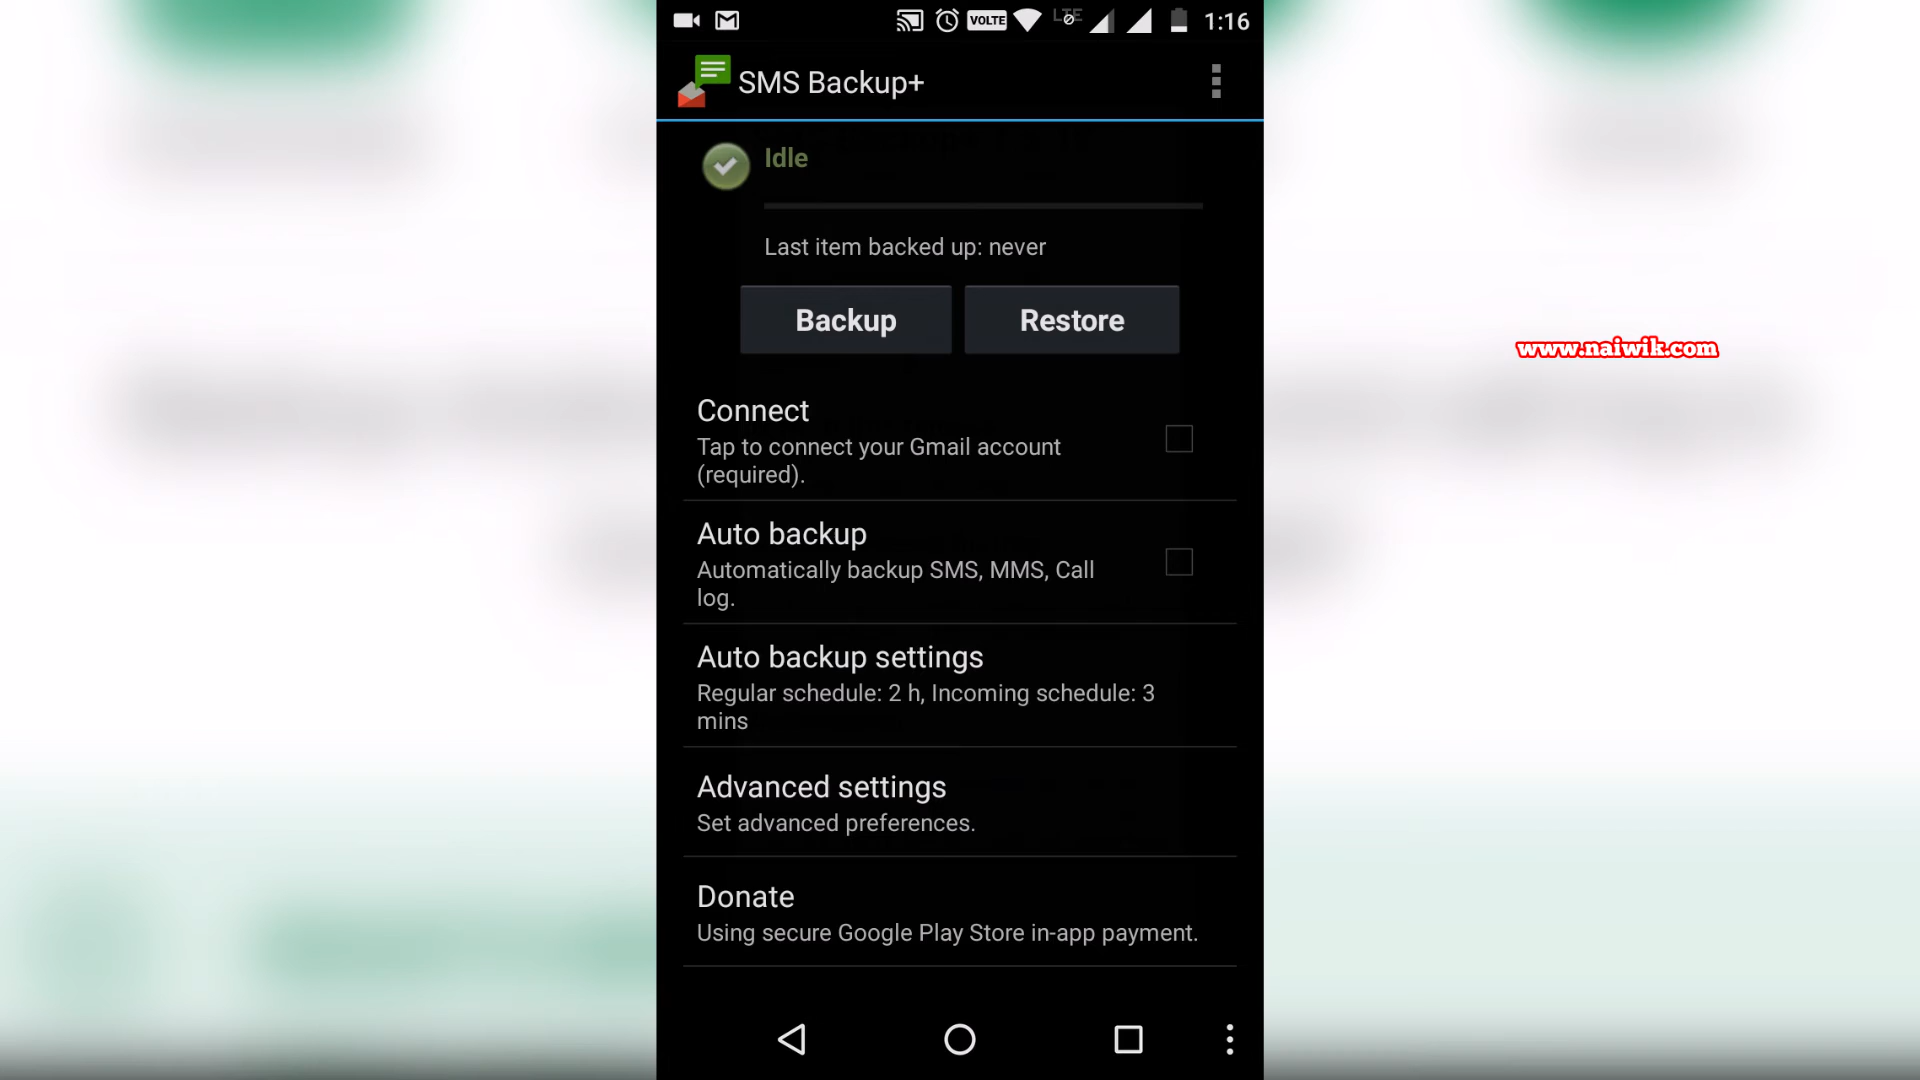 VOLTE LTE 1:16
SMS Backup+
Idle
Last item backed up: never
Backup Restore
www.naiwik.com
Connect
Tap to connect your Gmail account
(required).
Auto backup
Automatically backup SMS, MMS, Call
log.
Auto backup settings
Regular schedule: 2 h, Incoming schedule: 3
mins
Advanced settings
Set advanced preferences.
Donate
Using secure Google Play Store in-app payment.